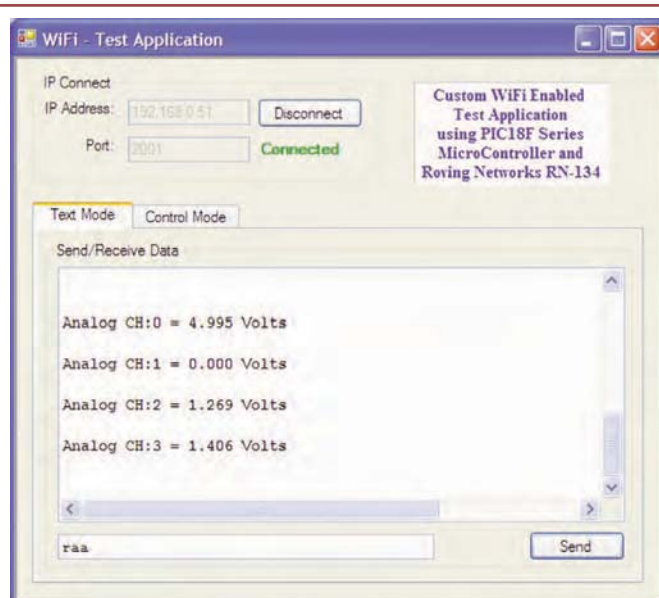 WiFi - Test Application
IP Connect
IP Address: 192.168.0.51 Disconnect
Port: 2001 Connected
Custom WiFi Enabled
Test Application
using PIC18F Series
MicroController and
Roving Networks RN-134
Text Mode Control Mode
Send/Receive Data
Analog CH:0 = 4.995 Volts
Analog CH:1 = 0.000 Volts
Analog CH:2 = 1.269 Volts
Analog CH:3 = 1.406 Volts
raa Send